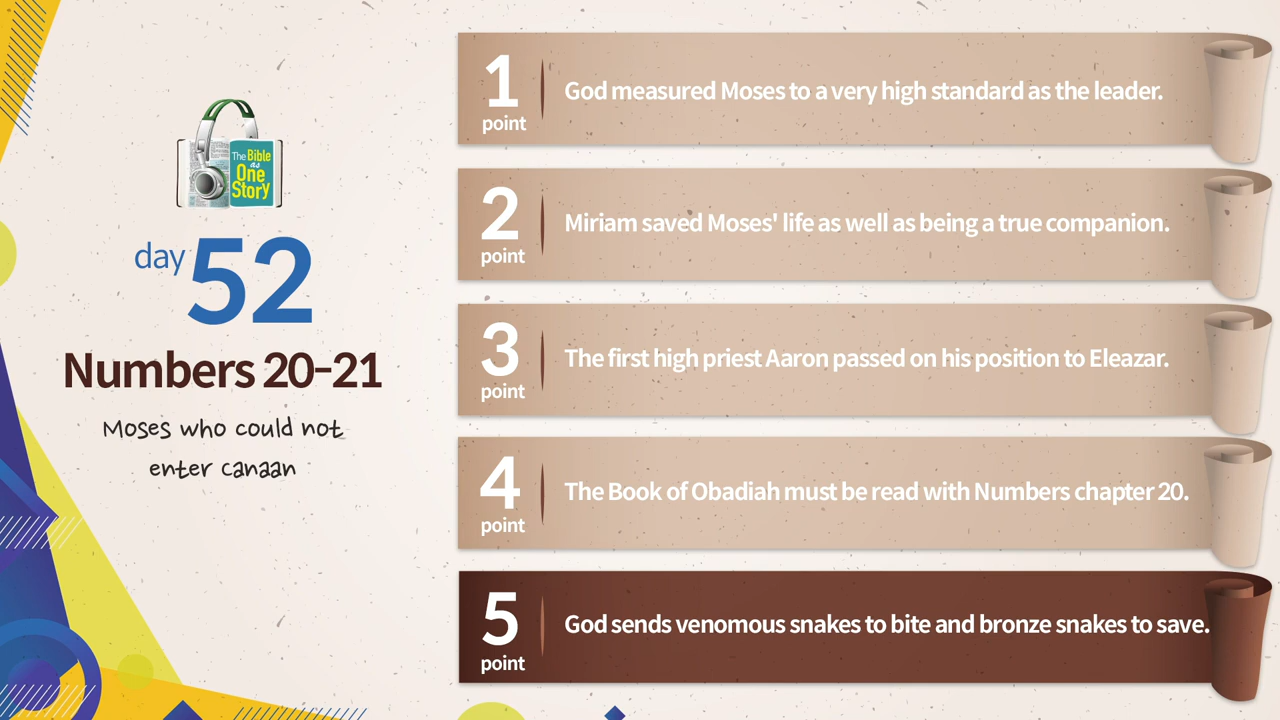 The Bible
as
One
Story
day 52
Numbers 20-21
Moses who could not
enter canaan
1
point
God measured Moses to a very high standard as the leader.
2
point
Miriam saved Moses' life as well as being a true companion.
3
point
The first high priest Aaron passed on his position to Eleazar.
4
point
The Book of Obadiah must be read with Numbers chapter 20.
5
point
God sends venomous snakes to bite and bronze snakes to save.